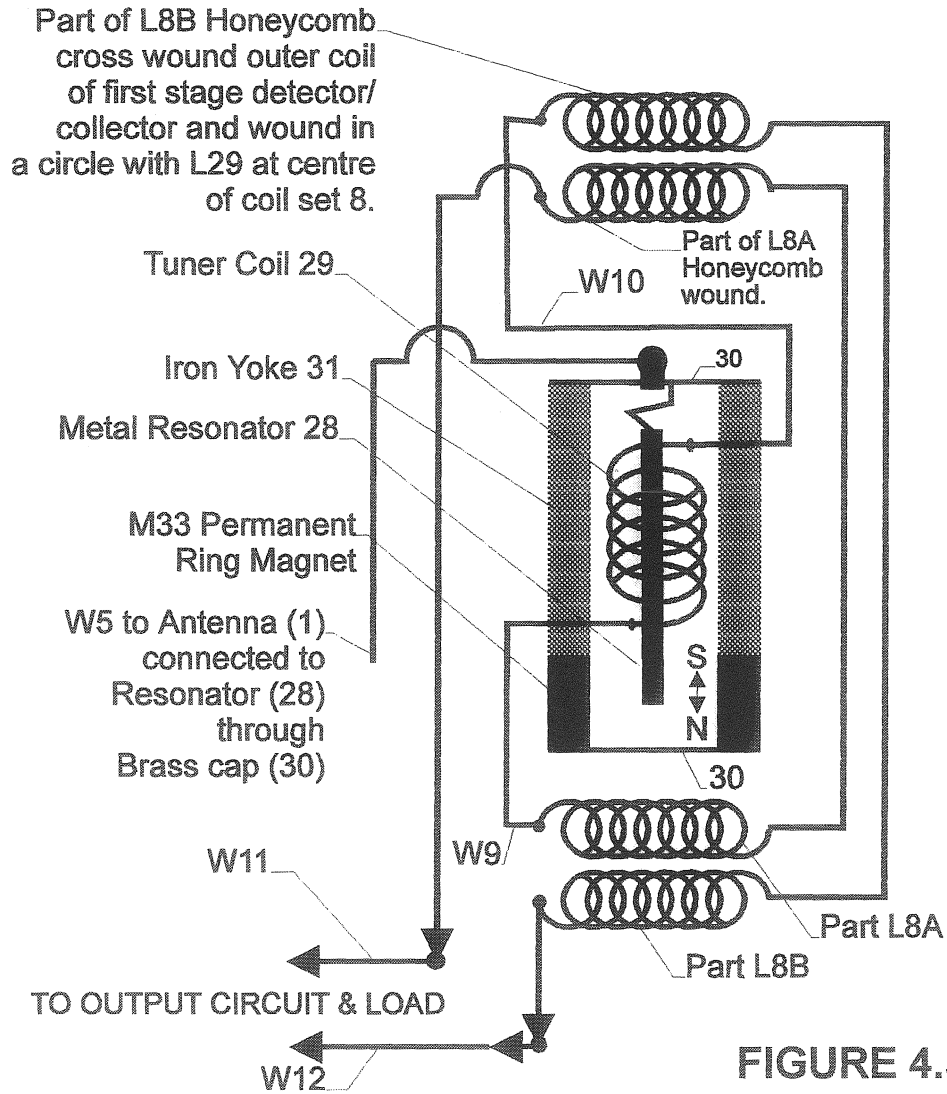 Part of L8B Honeycomb
cross wound outer coil
of first stage detector/
collector and wound in
a circle with L29 at centre
of coil set 8.
Part of L8A
Honeycomb
wound.
Tuner Coil 29
W10
30
Iron Yoke 31
Metal Resonator 28
M33 Permanent
Ring Magnet
W5 to Antenna (1)
connected to
Resonator (28)
through
Brass cap (30)
S
N
30
W9
W11
Part L8A
Part L8B
TO OUTPUT CIRCUIT & LOAD
W12
FIGURE 4.